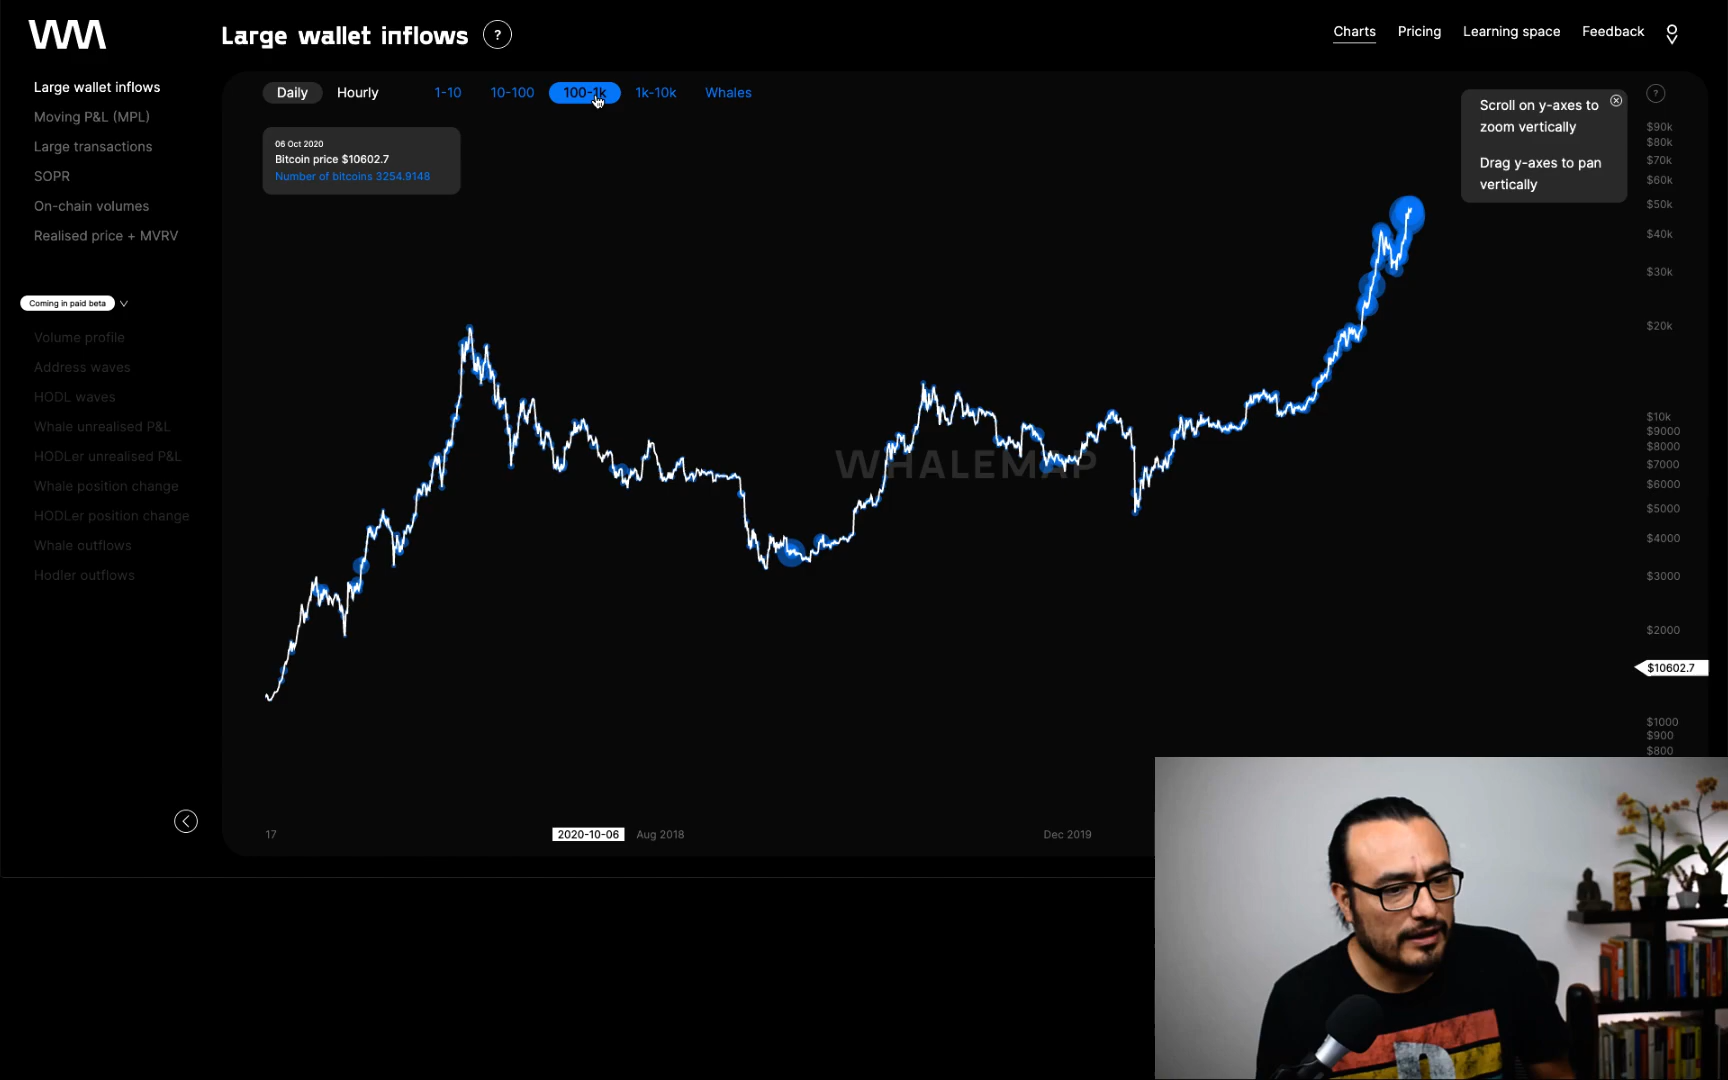 WM
Large wallet inflows
?
Charts
Pricing
Learning space
Feedback
Large wallet inflows
Moving P&L (MPL)
Large transactions
SOPR
On-chain volumes
Realised price + MVRV
Coming in paid beta
Volume profile
Address waves
HODL waves
Whale unrealised P&L
HODLer unrealised P&L
Whale position change
HODLer position change
Whale outflows
Hodler outflows
Daily
Hourly
1-10
10-100
100-1k
1k-10k
Whales
06 Oct 2020
Bitcoin price $10602.7
Number of bitcoins 3254.9148
Scroll on y-axes to
zoom vertically
Drag y-axes to pan
vertically
?
WHALEMAP
$90k
$80k
$70k
$60k
$50k
$40k
$30k
$20k
$10k
$9000
$8000
$7000
$6000
$5000
$4000
$3000
$2000
$10602.7
$1000
$900
$800
17
2020-10-06
Aug 2018
Dec 2019